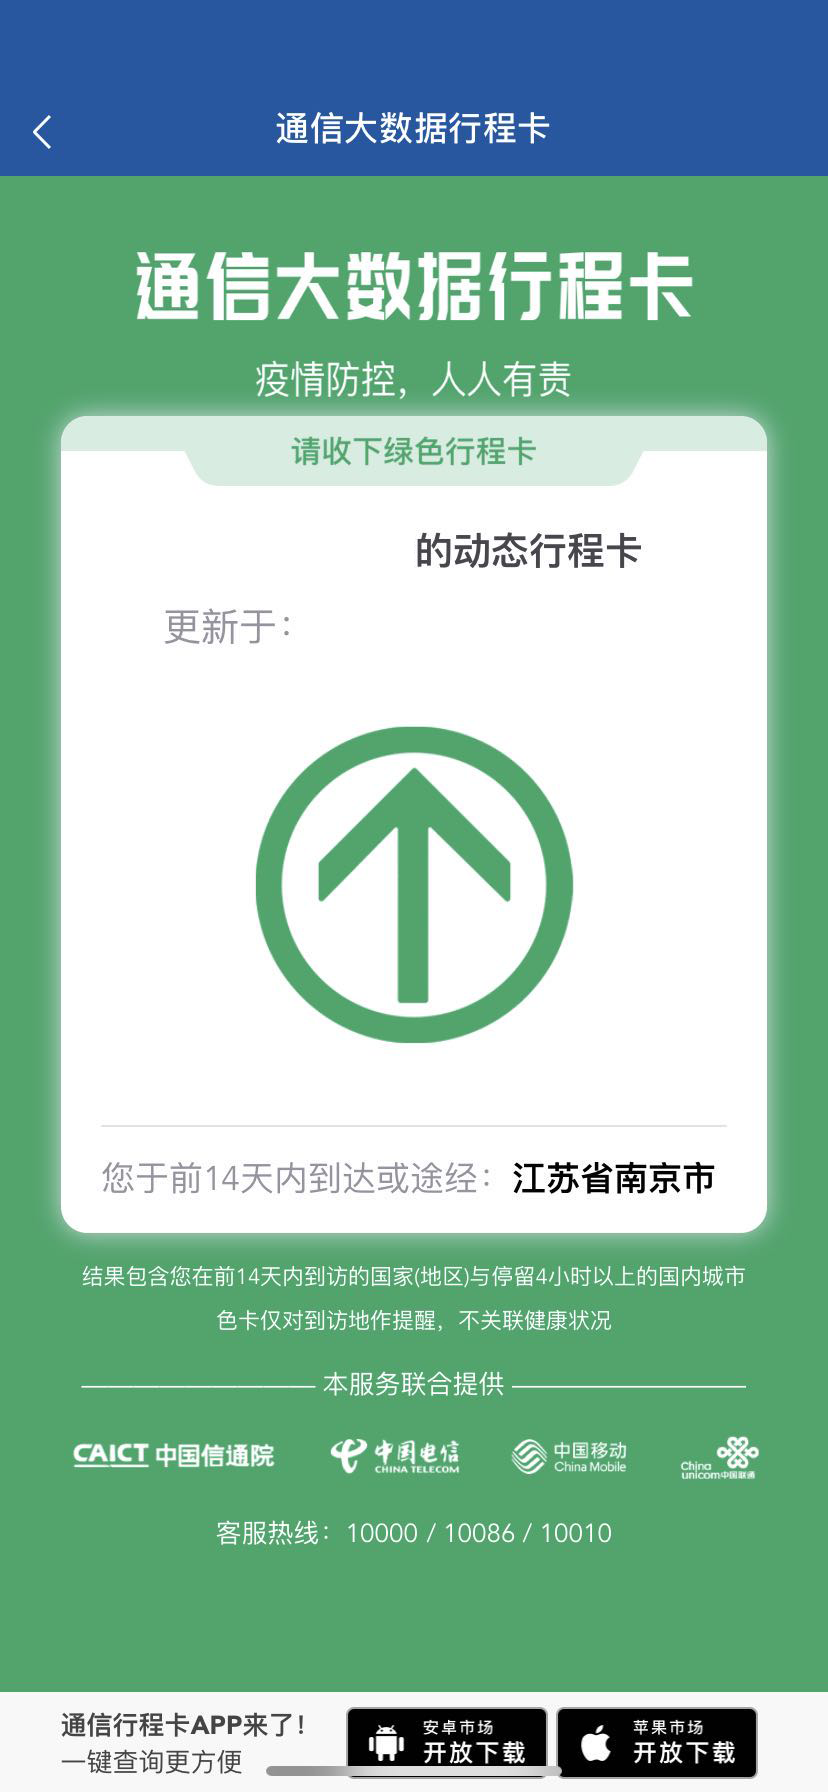 通信大数据行程卡
通信大数据行程卡
疫情防控，人人有责
请收下绿色行程卡
的动态行程卡
更新于：
您于前14天内到达或途经：江苏省南京市
结果包含您在前14天内到访的国家(地区)与停留4小时以上的国内城市
色卡仅对到访地作提醒，不关联健康状况
本服务联合提供
CAICT 中国信通院 中国电信 CHINA TELECOM 中国移动 China Mobile China unicom中国联通
客服热线：10000 / 10086 / 10010
通信行程卡APP来了！
一键查询更方便
安卓市场
开放下载
苹果市场
开放下载